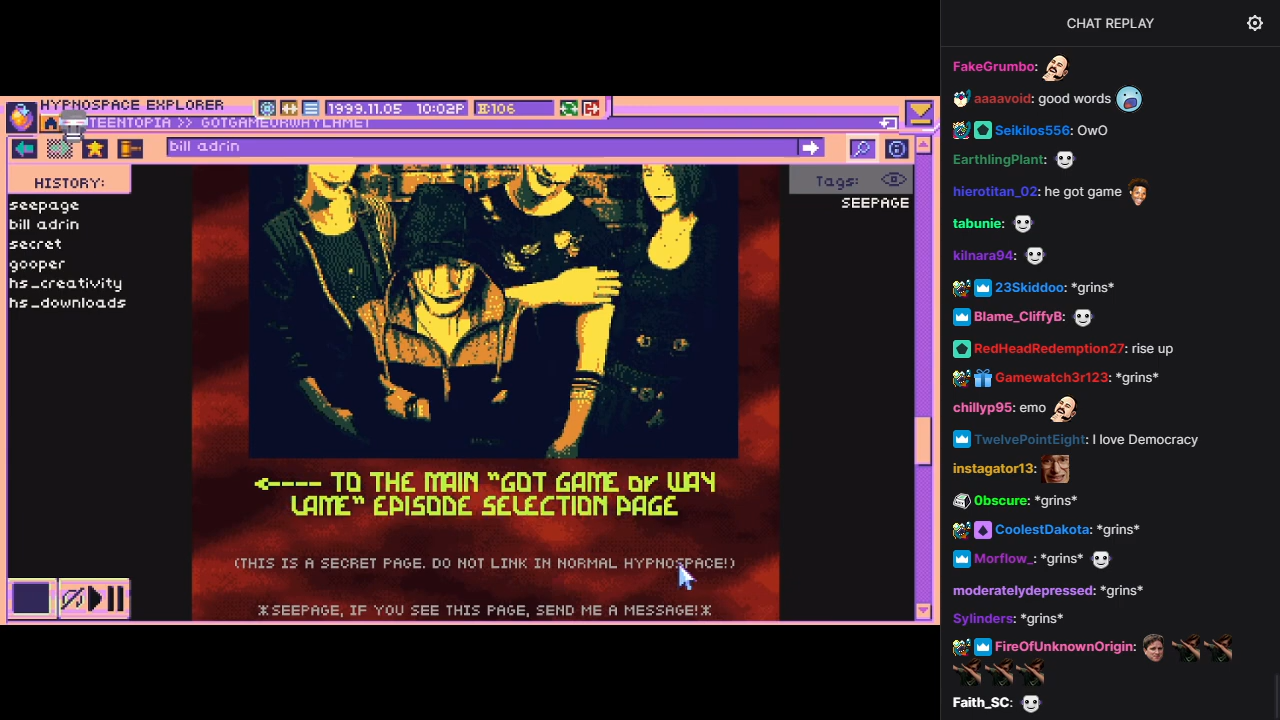 HYPNOSPACE EXPLORER
1999.11.05 10:02P
106
TEENTOPIA >> GOTGAMEORWAYLAME1
bill adrin
HISTORY:
seepage
bill adrin
secret
gooper
hs_creativity
hs_downloads
Tags:
SEEPAGE
<---- TO THE MAIN "GOT GAME or WAY
LAME" EPISODE SELECTION PAGE
(THIS IS A SECRET PAGE. DO NOT LINK IN NORMAL HYPNOSPACE!)
*SEEPAGE, IF YOU SEE THIS PAGE, SEND ME A MESSAGE!*
CHAT REPLAY
FakeGrumbo:
aaaavoid: good words
Seikilos556: OwO
EarthlingPlant:
hierotitan_02: he got game
tabunie:
kilnara94:
23Skiddoo: *grins*
Blame_CliffyB:
RedHeadRedemption27: rise up
Gamewatch3r123: *grins*
chillyp95: emo
TwelvePointEight: I love Democracy
instagator13:
0bscure: *grins*
CoolestDakota: *grins*
Morflow_: *grins*
moderatelydepressed: *grins*
Sylinders: *grins*
FireOfUnknownOrigin:
Faith_SC: